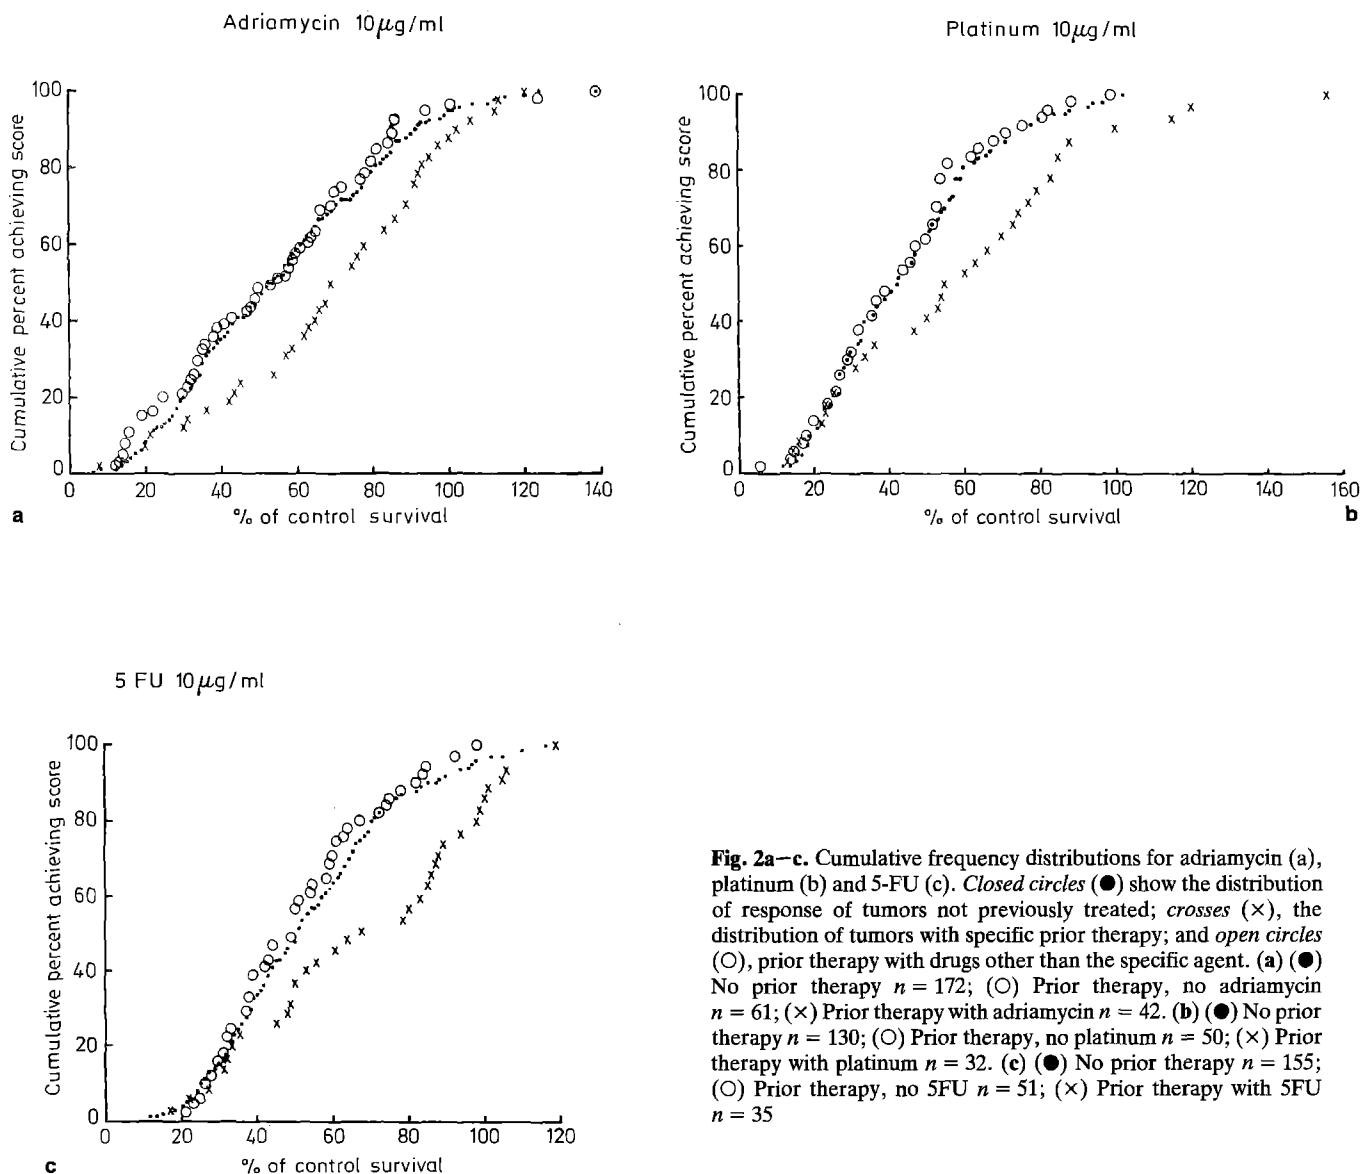 Adriamycin 10µg/ml
Cumulative percent achieving score
100
80
60
40
20
0
0 20 40 60 80 100 120 140
% of control survival
a
Platinum 10µg/ml
Cumulative percent achieving score
100
80
60
40
20
0
0 20 40 60 80 100 120 140 160
% of control survival
b
5 FU 10µg/ml
Cumulative percent achieving score
100
80
60
40
20
0
0 20 40 60 80 100 120
% of control survival
c
Fig. 2a–c. Cumulative frequency distributions for adriamycin (a),
platinum (b) and 5-FU (c). Closed circles (●) show the distribution
of response of tumors not previously treated; crosses (×), the
distribution of tumors with specific prior therapy; and open circles
(○), prior therapy with drugs other than the specific agent. (a) (●)
No prior therapy n = 172; (○) Prior therapy, no adriamycin
n = 61; (×) Prior therapy with adriamycin n = 42. (b) (●) No prior
therapy n = 130; (○) Prior therapy, no platinum n = 50; (×) Prior
therapy with platinum n = 32. (c) (●) No prior therapy n = 155;
(○) Prior therapy, no 5FU n = 51; (×) Prior therapy with 5FU
n = 35